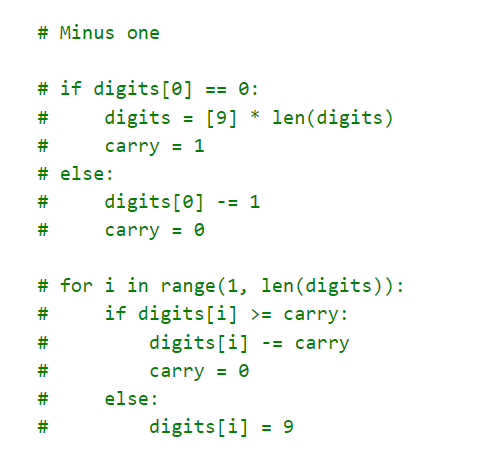 # Minus one

# if digits[0] == 0:
#     digits = [9] * len(digits)
#     carry = 1
# else:
#     digits[0] -= 1
#     carry = 0

# for i in range(1, len(digits)):
#     if digits[i] >= carry:
#         digits[i] -= carry
#         carry = 0
#     else:
#         digits[i] = 9